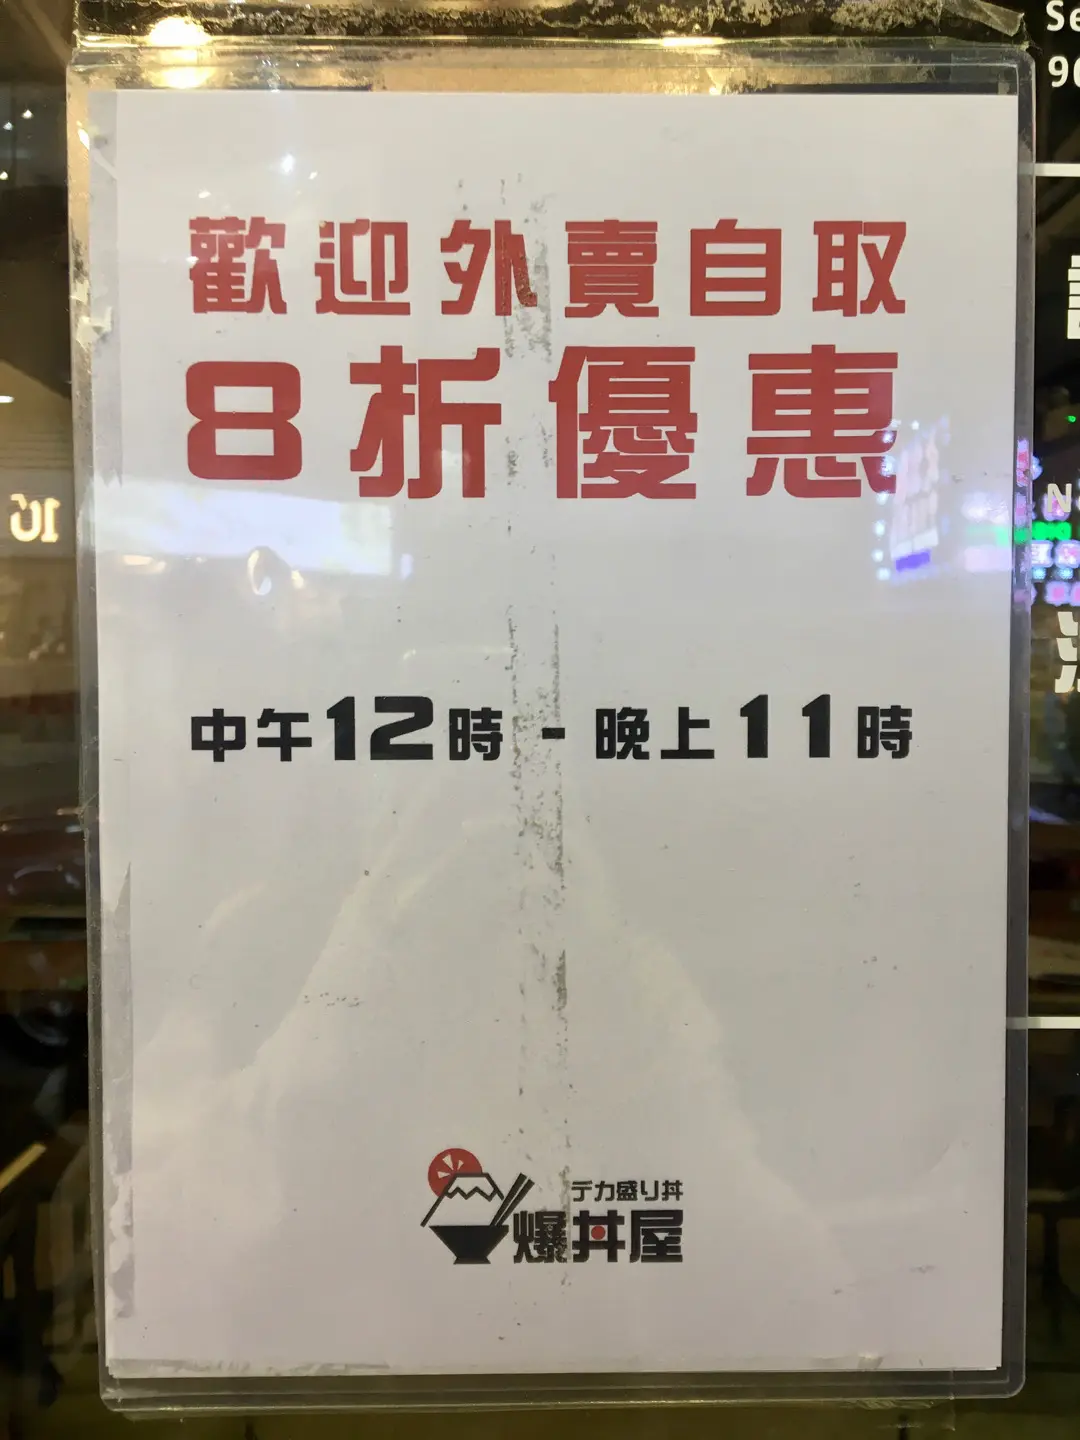 歡迎外賣自取
8折優惠
中午12時 - 晚上11時
デカ盛り丼
爆丼屋